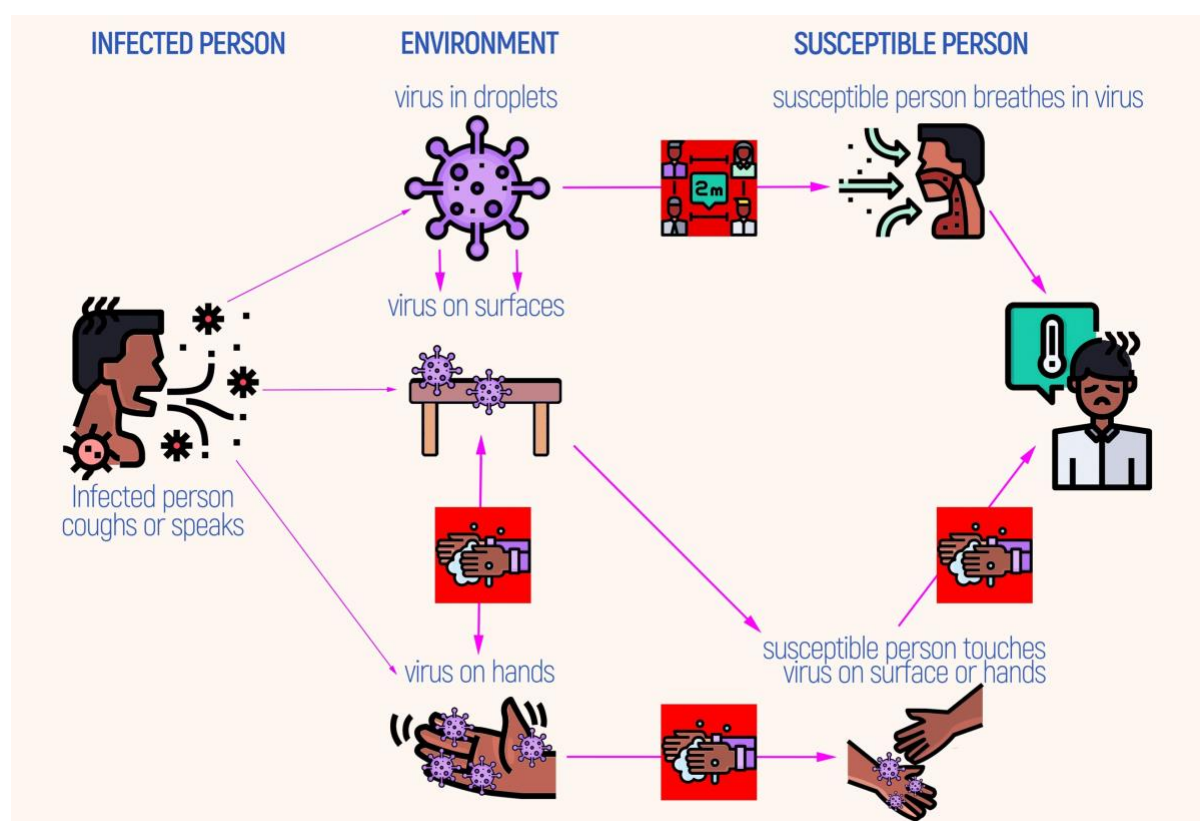 INFECTED PERSON
ENVIRONMENT
SUSCEPTIBLE PERSON
virus in droplets
susceptible person breathes in virus
2m
virus on surfaces
Infected person
coughs or speaks
virus on hands
susceptible person touches
virus on surface or hands